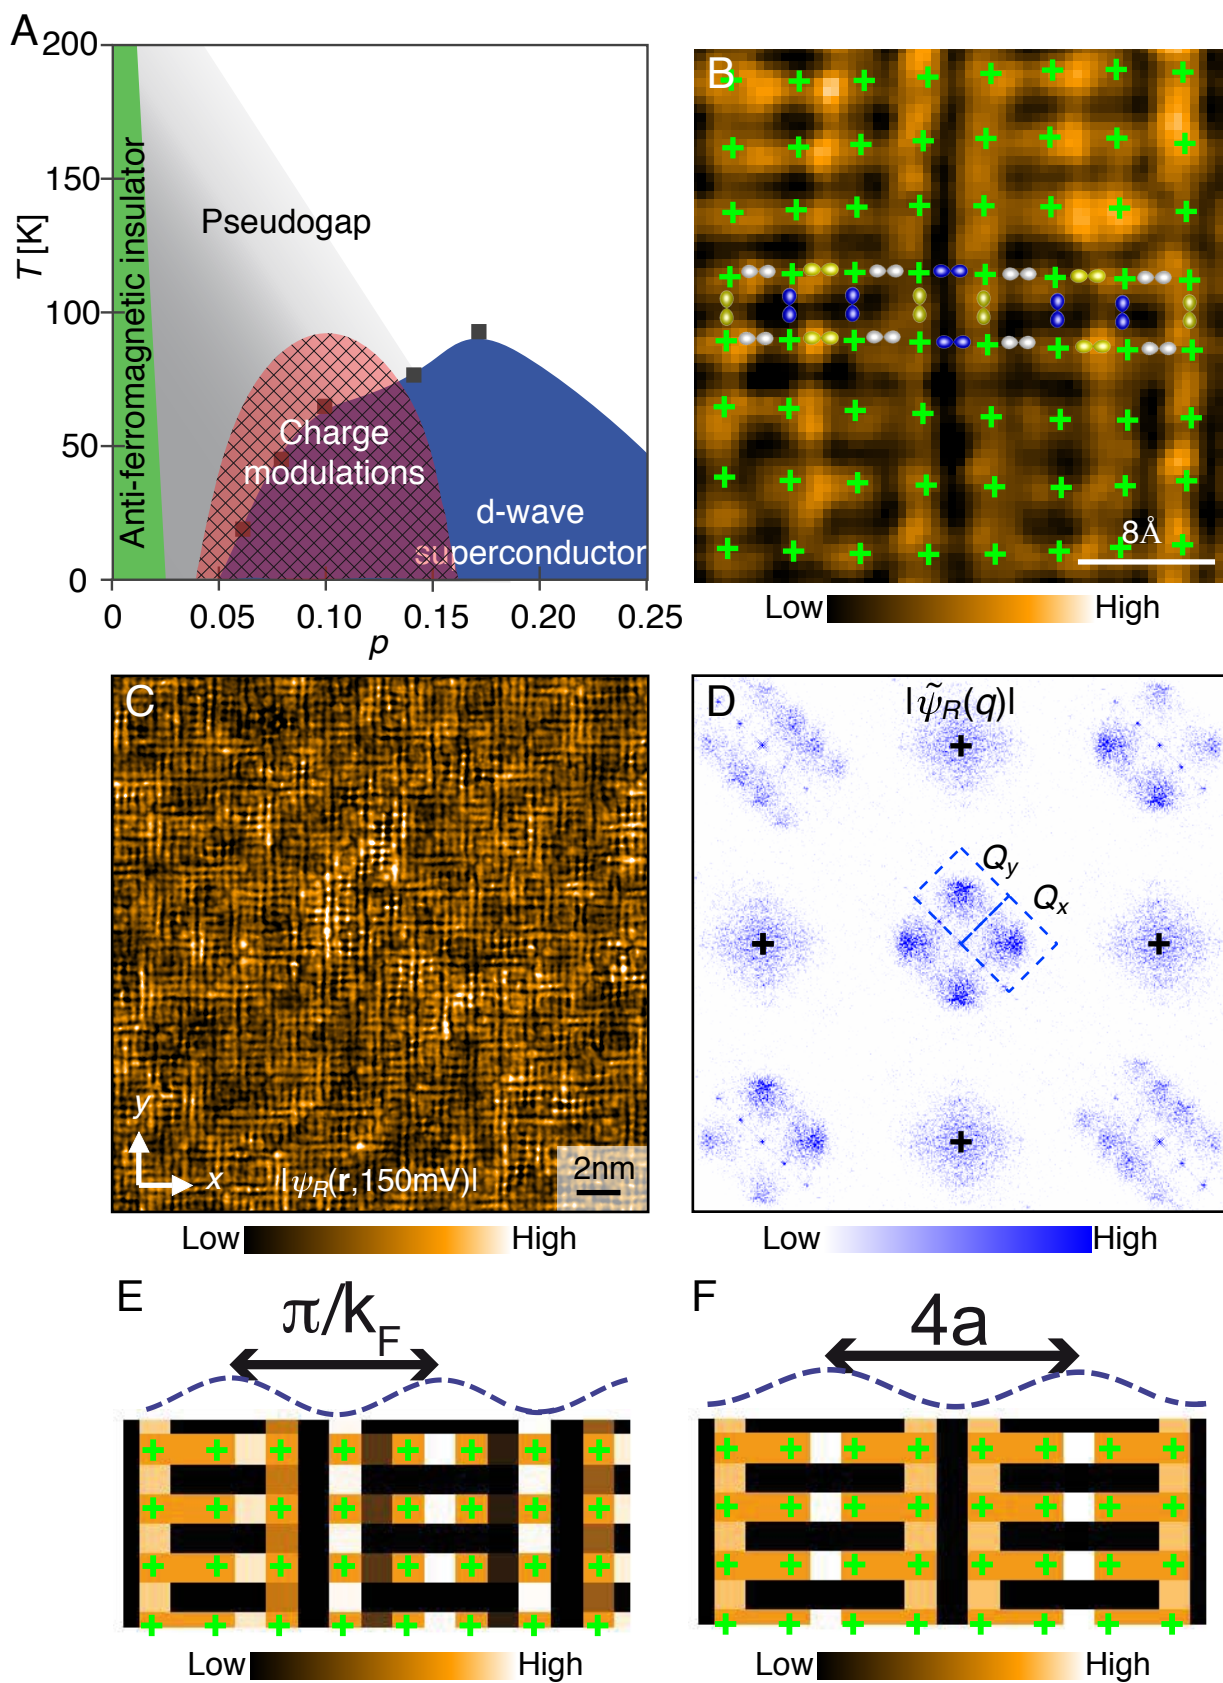 A
200
150
100
50
0
T [K]
Anti-ferromagnetic insulator
Pseudogap
Charge
modulations
d-wave
superconductor
0 0.05 0.10 0.15 0.20 0.25
p
B
8Å
Low High
C
y
x
|ψR(r,150mV)|
2nm
Low High
D
|ψ̃R(q)|
Qy
Qx
Low High
E
π/kF
Low High
F
4a
Low High